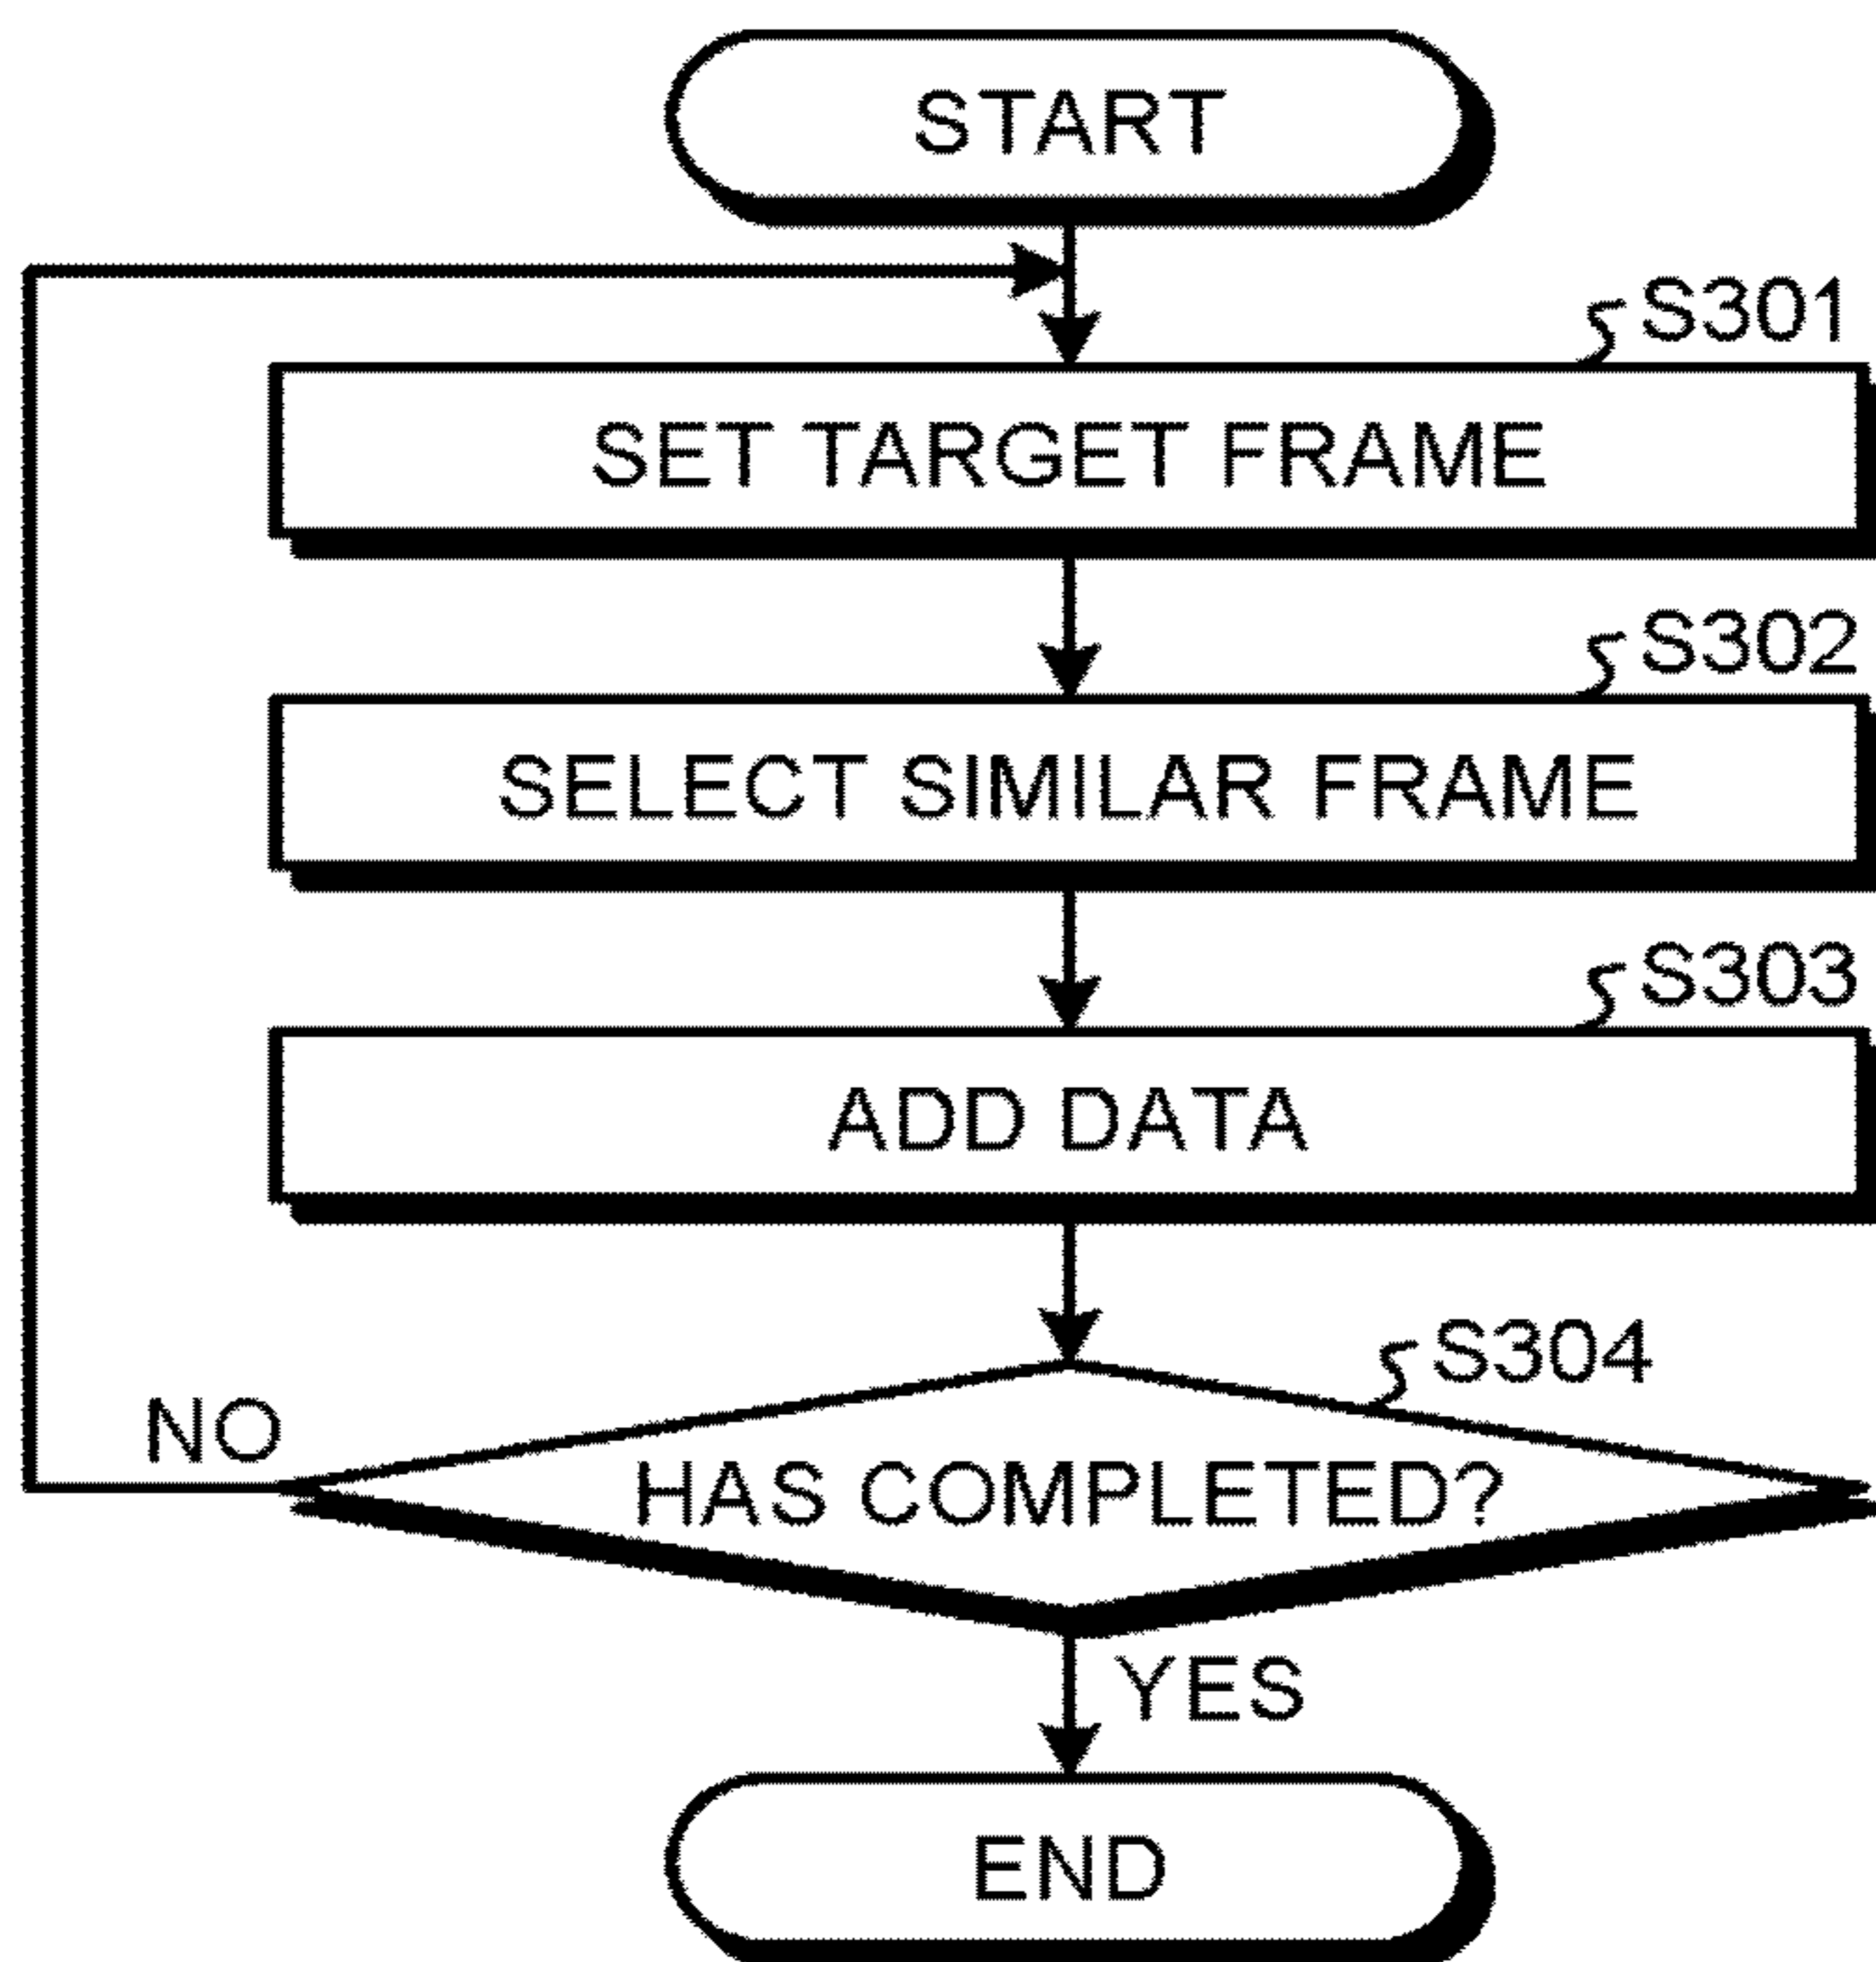 START
S301
SET TARGET FRAME
S302
SELECT SIMILAR FRAME
S303
ADD DATA
S304
NO
HAS COMPLETED?
YES
END